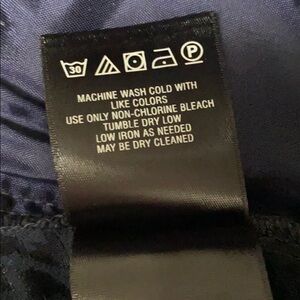 30 P
MACHINE WASH COLD WITH
LIKE COLORS
USE ONLY NON-CHLORINE BLEACH
TUMBLE DRY LOW
LOW IRON AS NEEDED
MAY BE DRY CLEANED